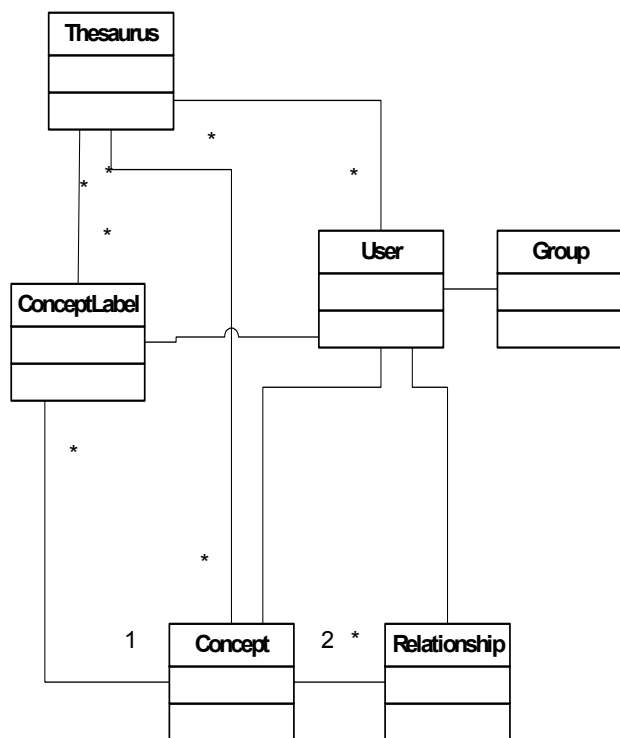 Thesaurus
*
*
*
*
*
User
Group
ConceptLabel
*
*
1
Concept
2
*
Relationship